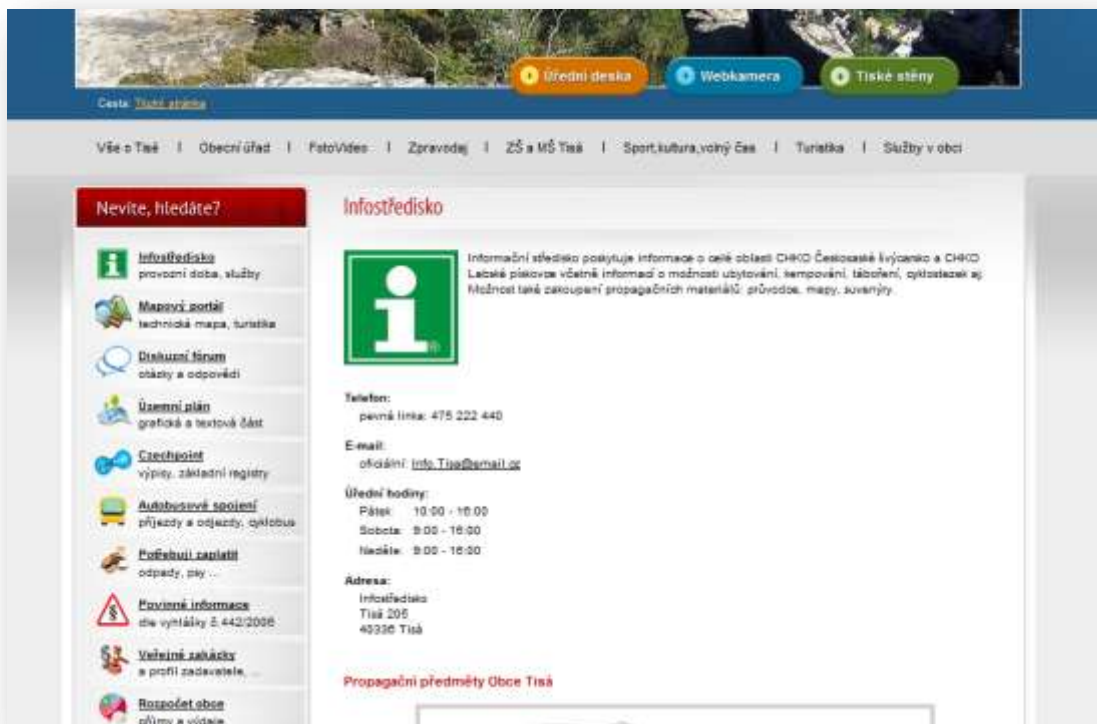 Úřední deska
Webkamera
Tiské stěny
Cesta: Titulní stránka
Vše o Tisé | Obecní úřad | FotoVideo | Zpravodaj | ZŠ a MŠ Tisá | Sport,kultura,volný čas | Turistika | Služby v obci
Nevíte, hledáte?
Infostředisko
provozní doba, služby
Mapový portál
technická mapa, turistika
Diskuzní fórum
otázky a odpovědi
Územní plán
grafická a textová část
Czechpoint
výpisy, základní registry
Autobusové spojení
příjezdy a odjezdy, cyklobus
Potřebuji zaplatit
odpady, psy ...
Povinné informace
dle vyhlášky č.442/2006
Veřejné zakázky
a profil zadavatele, ...
Rozpočet obce
příjmy a výdaje
Infostředisko
Informační středisko poskytuje informace o celé oblasti CHKO Českosaské švýcarsko a CHKO
Labské pískovce včetně informací o možnosti ubytování, kempování, táboření, cyklostezek aj.
Možnost také zakoupení propagačních materiálů: průvodce, mapy, suvenýry.
Telefon:
pevná linka: 475 222 440
E-mail:
oficiální: Info.Tisa@email.cz
Úřední hodiny:
Pátek: 10:00 - 16:00
Sobota: 9:00 - 16:00
Neděle: 9:00 - 16:00
Adresa:
Infostředisko
Tisá 205
40336 Tisá
Propagační předměty Obce Tisá